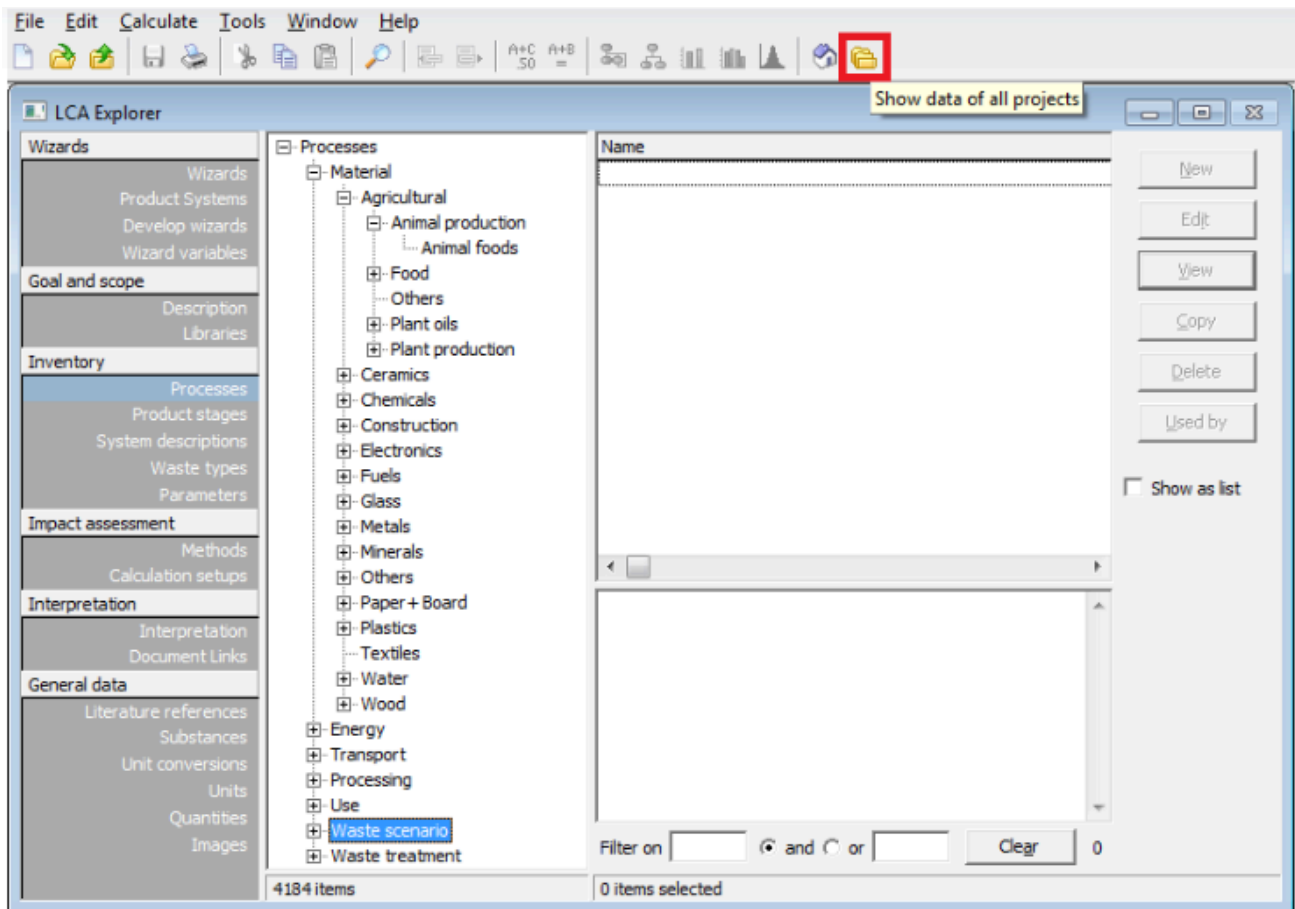 File Edit Calculate Tools Window Help
A+C A+B
50 =
Show data of all projects
LCA Explorer
Wizards
Wizards
Product Systems
Develop wizards
Wizard variables
Goal and scope
Description
Libraries
Inventory
Processes
Product stages
System descriptions
Waste types
Parameters
Impact assessment
Methods
Calculation setups
Interpretation
Interpretation
Document Links
General data
Literature references
Substances
Unit conversions
Units
Quantities
Images
Processes
Material
Agricultural
Animal production
Animal foods
Food
Others
Plant oils
Plant production
Ceramics
Chemicals
Construction
Electronics
Fuels
Glass
Metals
Minerals
Others
Paper+ Board
Plastics
Textiles
Water
Wood
Energy
Transport
Processing
Use
Waste scenario
Waste treatment
4184 items
Name
Filter on and or Clear 0
0 items selected
New
Edit
View
Copy
Delete
Used by
Show as list